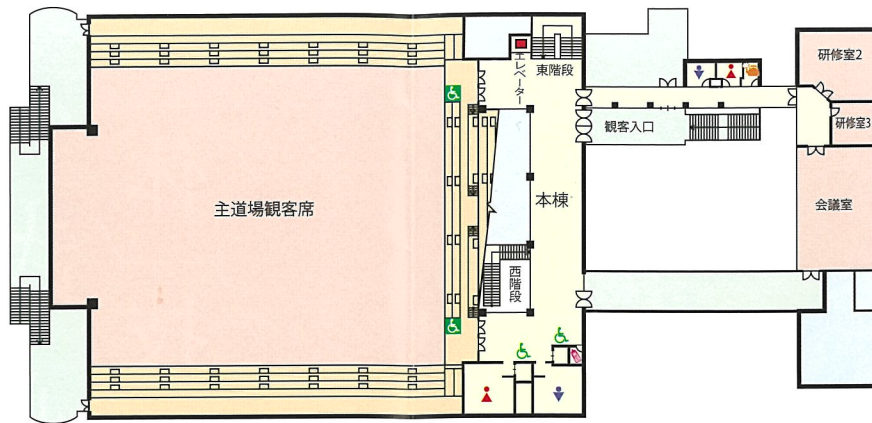 エレベーター
東階段
研修室2
観客入口
研修室3
主道場観客席
本棟
会議室
西階段